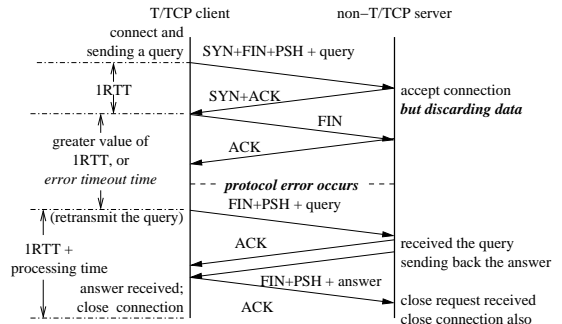 T/TCP client
non-T/TCP server
connect and
sending a query
SYN+FIN+PSH + query
1RTT
SYN+ACK
accept connection
but discarding data
FIN
greater value of
1RTT, or
error timeout time
ACK
protocol error occurs
(retransmit the query)
FIN+PSH + query
1RTT +
processing time
ACK
received the query
sending back the answer
answer received;
close connection
FIN+PSH + answer
ACK
close request received
close connection also